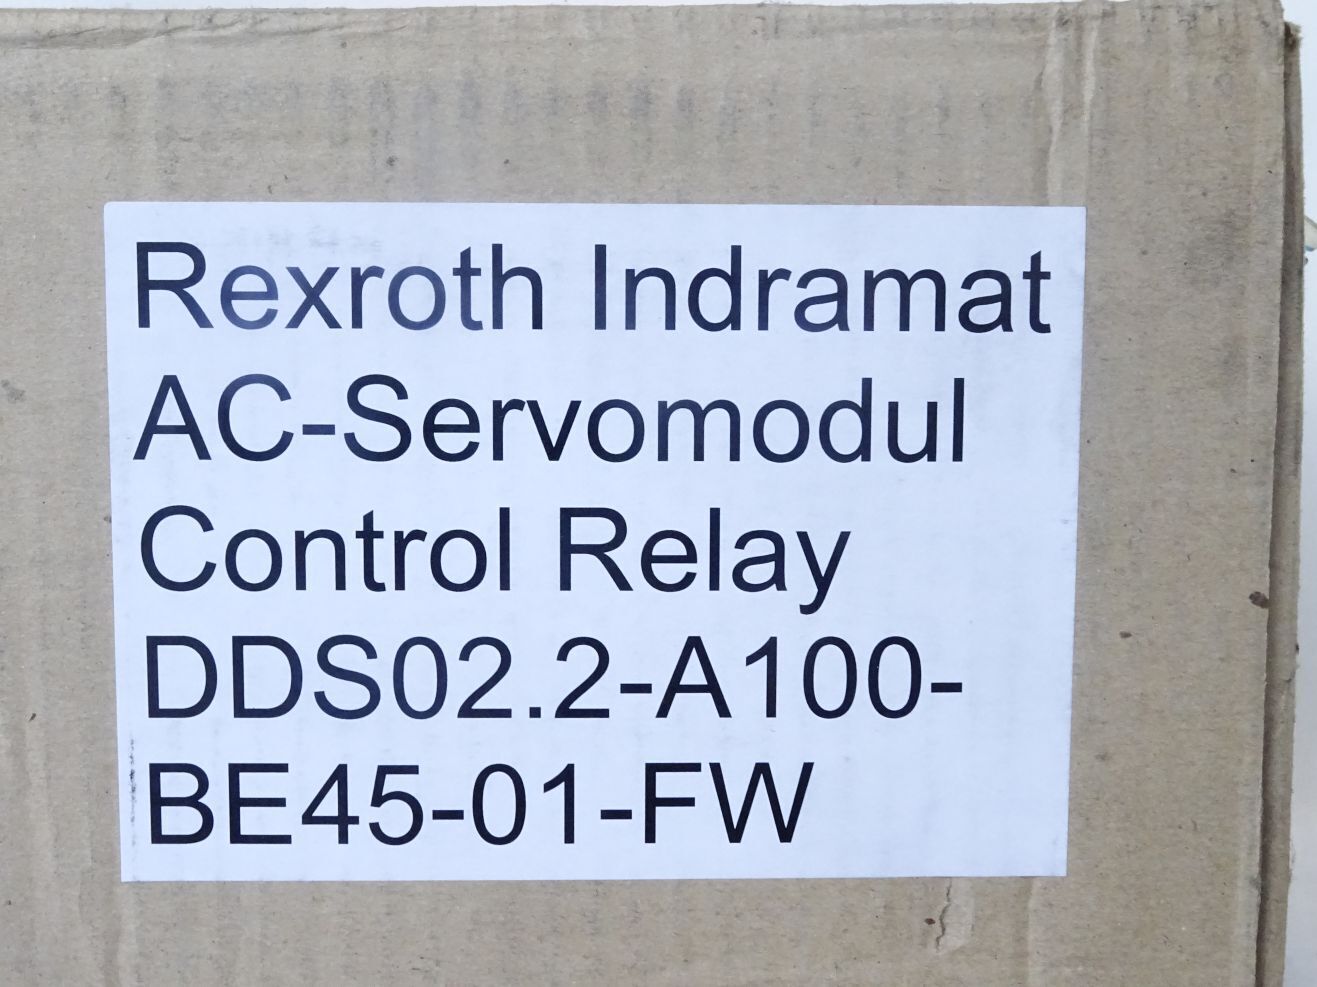 Rexroth Indramat
AC-Servomodul
Control Relay
DDS02.2-A100-
BE45-01-FW